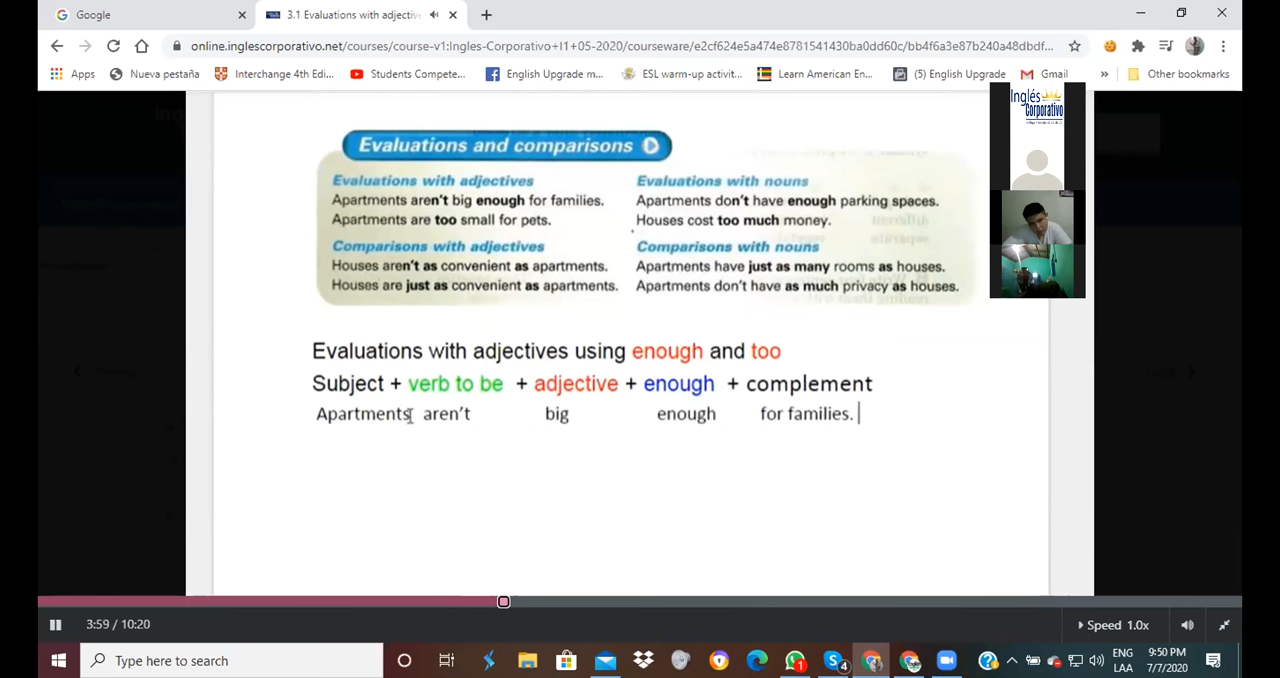 Google
3.1 Evaluations with adjective
online.inglescorporativo.net/courses/course-v1:Ingles-Corporativo+I1+05-2020/courseware/e2cf624e5a474e8781541430ba0dd60c/bb4f6a3e87b240a48dbdf...
Apps
Nueva pestaña
Interchange 4th Edi...
Students Compete...
English Upgrade m...
ESL warm-up activit...
Learn American En...
(5) English Upgrade
Gmail
»
Other bookmarks
Inglés
Corporativo
Evaluations and comparisons
Evaluations with adjectives
Apartments aren't big enough for families.
Apartments are too small for pets.
Comparisons with adjectives
Houses aren't as convenient as apartments.
Houses are just as convenient as apartments.
Evaluations with nouns
Apartments don't have enough parking spaces.
Houses cost too much money.
Comparisons with nouns
Apartments have just as many rooms as houses.
Apartments don't have as much privacy as houses.
Evaluations with adjectives using enough and too
Subject + verb to be + adjective + enough + complement
Apartments aren't big enough for families.
3:59 / 10:20
Speed 1.0x
Type here to search
1
4
ENG
LAA
9:50 PM
7/7/2020